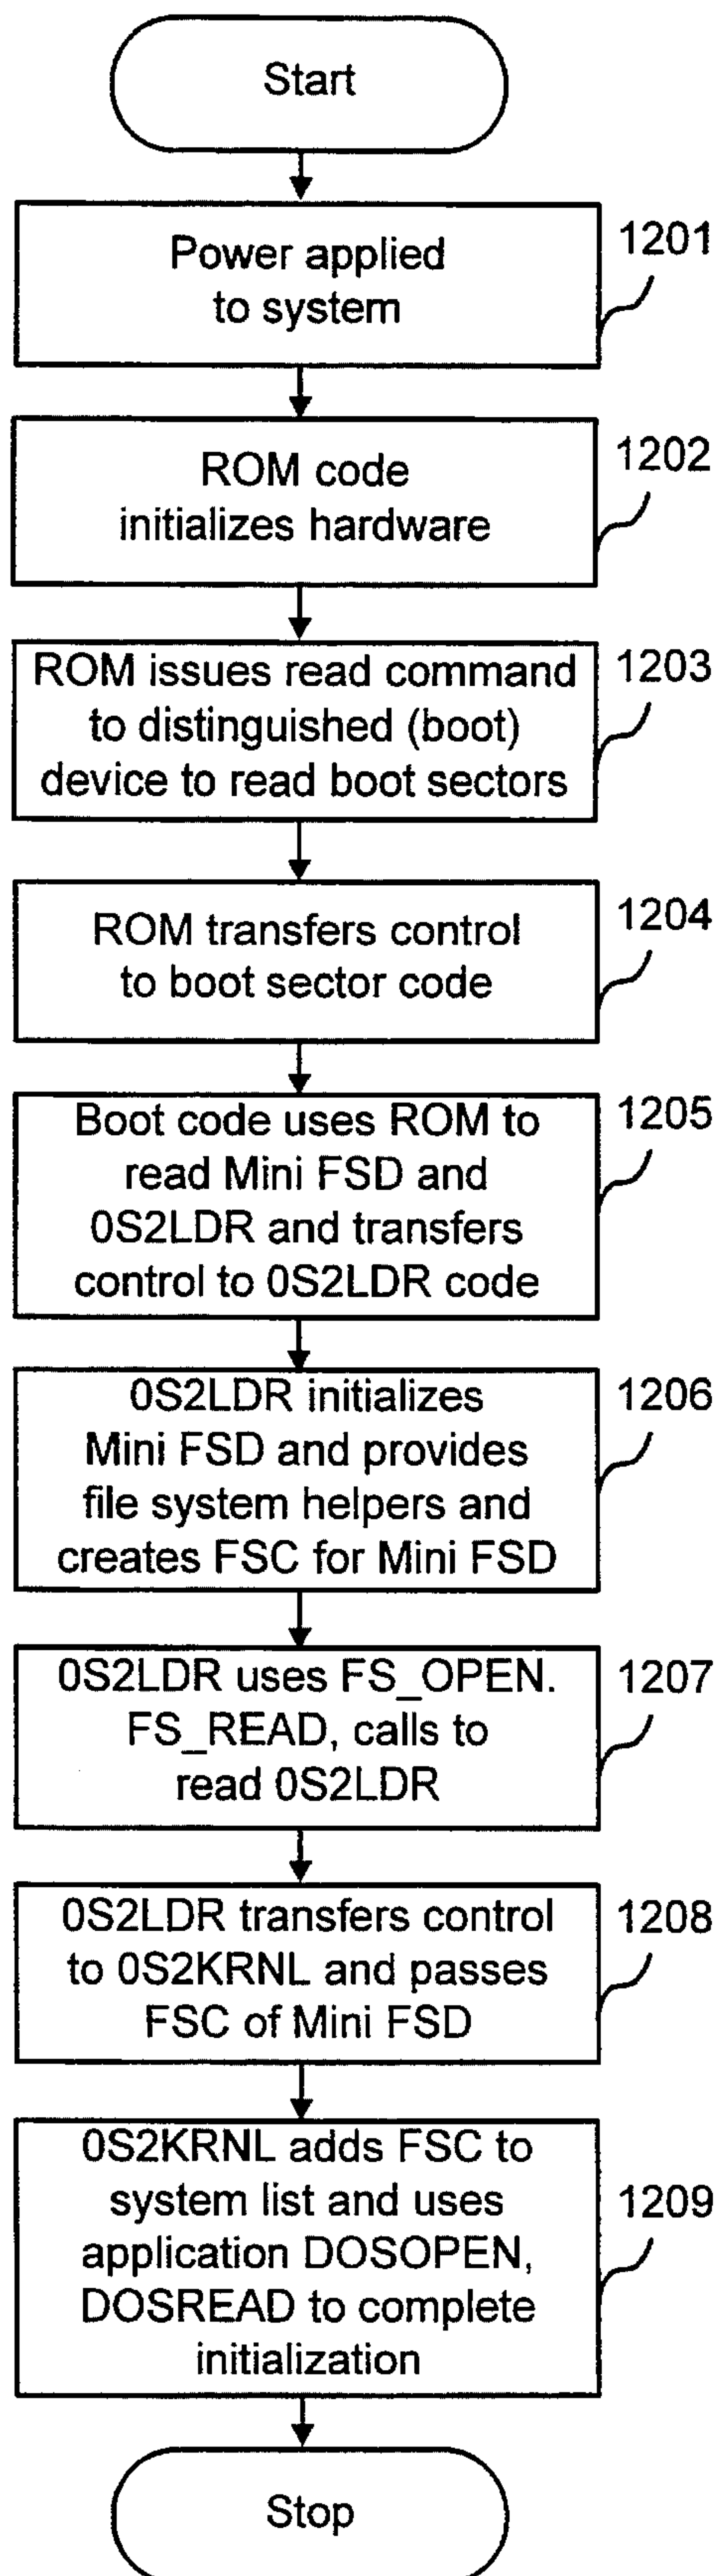 Start
Power applied
to system
1201
ROM code
initializes hardware
1202
ROM issues read command
to distinguished (boot)
device to read boot sectors
1203
ROM transfers control
to boot sector code
1204
Boot code uses ROM to
read Mini FSD and
0S2LDR and transfers
control to 0S2LDR code
1205
0S2LDR initializes
Mini FSD and provides
file system helpers and
creates FSC for Mini FSD
1206
0S2LDR uses FS_OPEN.
FS_READ, calls to
read 0S2LDR
1207
0S2LDR transfers control
to 0S2KRNL and passes
FSC of Mini FSD
1208
0S2KRNL adds FSC to
system list and uses
application DOSOPEN,
DOSREAD to complete
initialization
1209
Stop